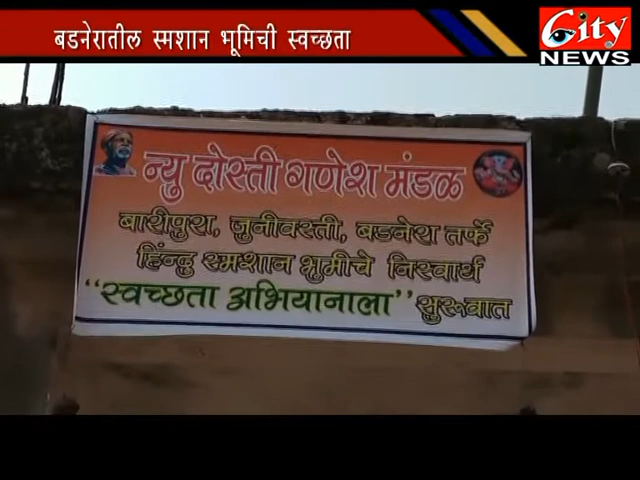 बडनेरातील स्मशान भूमिची स्वच्छता
City
NEWS
न्यु दोस्ती गणेश मंडळ
बारीपुरा, जुनीवस्ती, बडनेरा तर्फे
हिंन्दु स्मशान भुमीचे निस्वार्थ
“स्वच्छता अभियानाला” सुरूवात